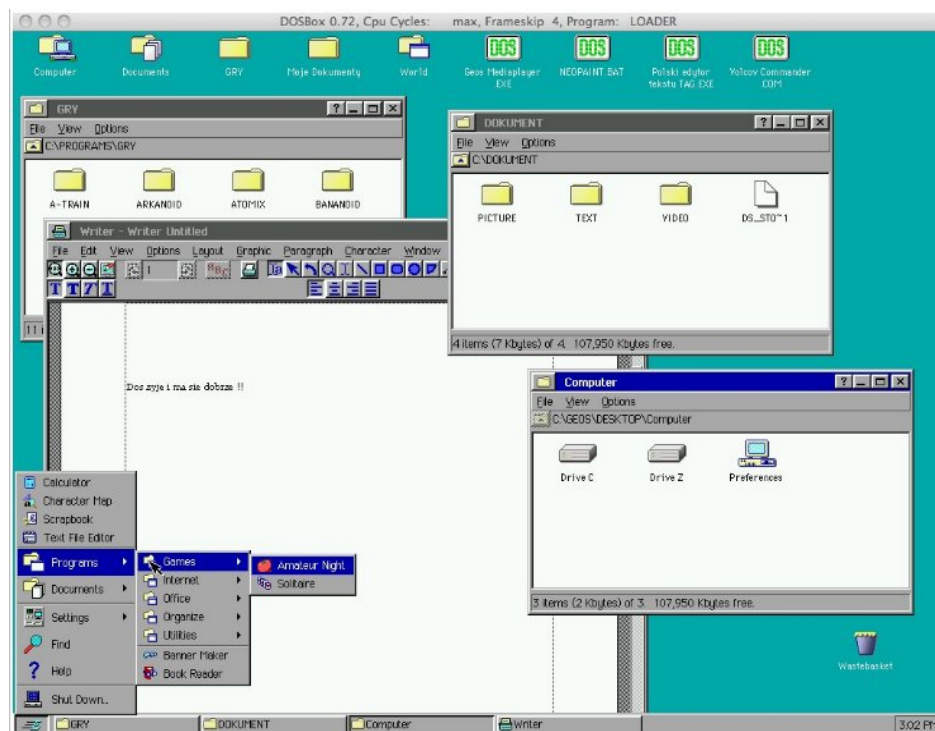 DOSBox 0.72, Cpu Cycles: max, Frameskip 4, Program: LOADER
Computer
Documents
GRY
Moje Dokumenty
World
Geos Mediaplayer
EXE
NEOPAINT.BAT
Polski edytor
tekstu TAG.EXE
Volcov Commander
COM
GRY
File View Options
C:\PROGRAMS\GRY
A-TRAIN
ARKANOID
ATOMIX
BANANOID
11 i
DOKUMENT
File View Options
C:\DOKUMENT
PICTURE
TEXT
VIDEO
DS_STO~1
4 items (7 Kbytes) of 4. 107,950 Kbytes free.
Writer - Writer Untitled
File Edit View Options Layout Graphic Paragraph Character Window
1
Dos zyje i ma sie dobrze !!
Computer
File View Options
C:\GEOS\DESKTOP\Computer
Drive C
Drive Z
Preferences
3 items (2 Kbytes) of 3. 107,950 Kbytes free.
Calculator
Character Map
Scrapbook
Text File Editor
Programs
Documents
Settings
Find
Help
Shut Down..
Games
Internet
Office
Organize
Utilities
Banner Maker
Book Reader
Amateur Night
Solitaire
Wastebasket
GRY
DOKUMENT
Computer
Writer
3:02 PM